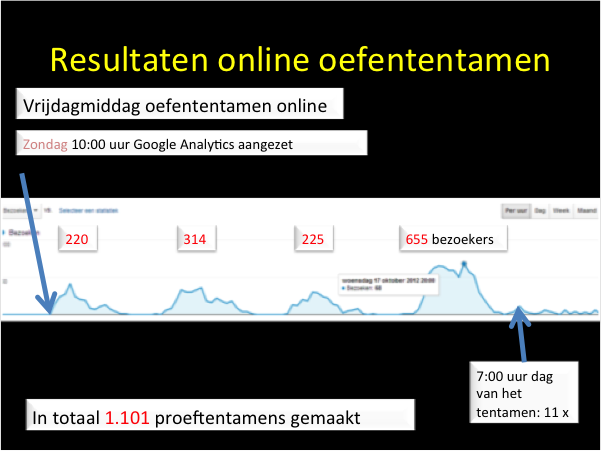 Resultaten online oefententamen
Vrijdagmiddag oefententamen online
Zondag 10:00 uur Google Analytics aangezet
Bezoeken VS. Selecteer een statistiek
Per uur Dag Week Maand
Bezoeken
220
314
225
655 bezoekers
woensdag 17 oktober 2012 20:00
Bezoeken: 68
7:00 uur dag
van het
tentamen: 11 x
In totaal 1.101 proeftentamens gemaakt